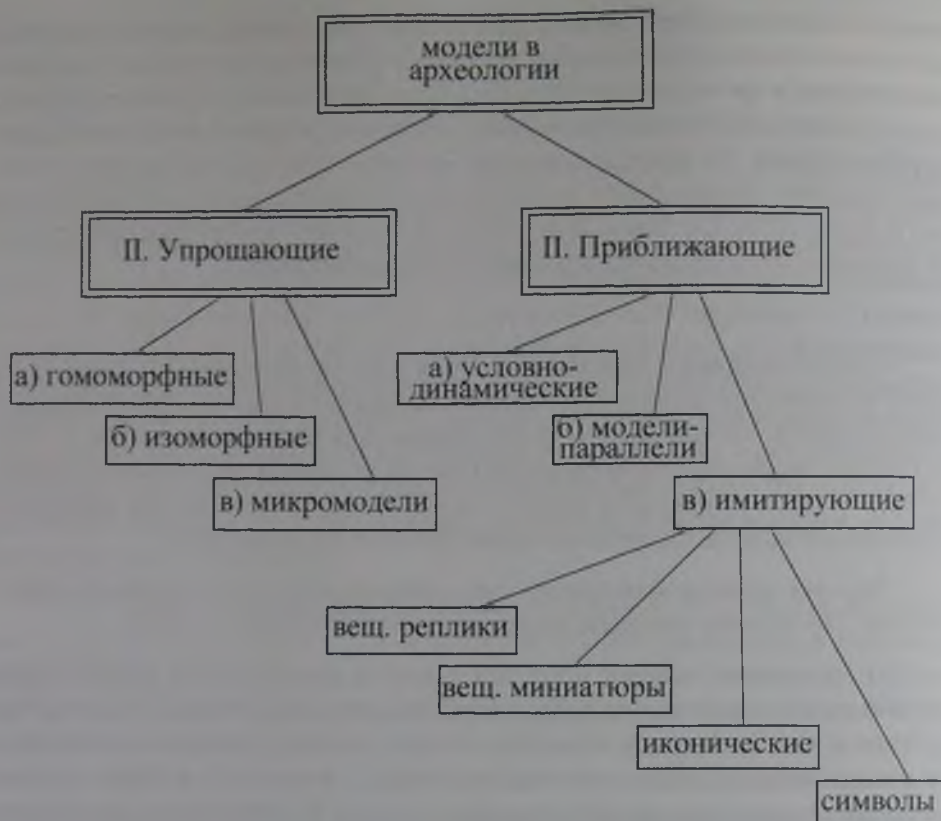 модели в
археологии
II. Упрощающие
II. Приближающие
а) гомоморфные
а) условно-
динамические
б) изоморфные
б) модели-
параллели
в) микромодели
в) имитирующие
вещ. реплики
вещ. миниатюры
иконические
символы